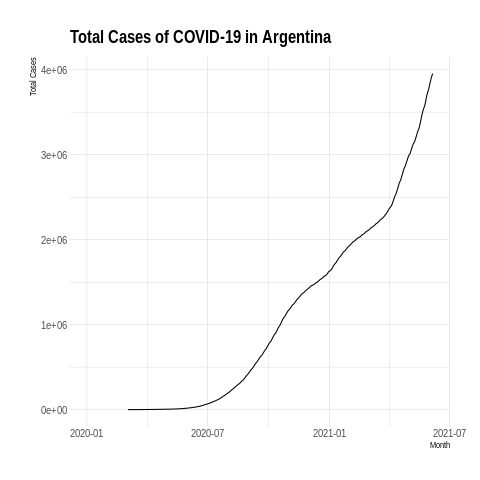 Total Cases of COVID-19 in Argentina
Total Cases
4e+06
3e+06
2e+06
1e+06
0e+00
2020-01 2020-07 2021-01 2021-07
Month